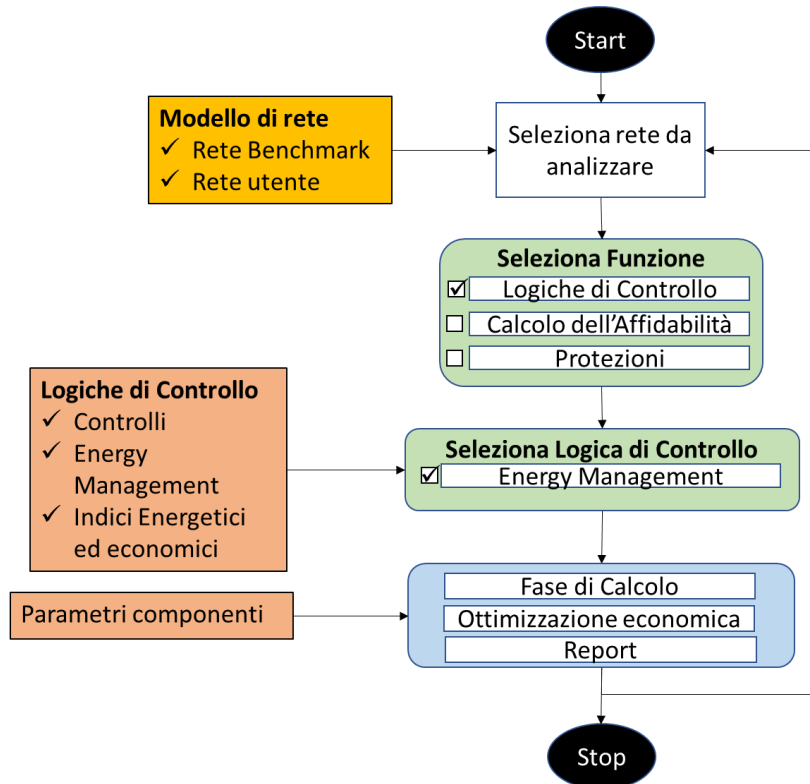 Start
Modello di rete
✓ Rete Benchmark
✓ Rete utente
Seleziona rete da
analizzare
Seleziona Funzione
Logiche di Controllo
Calcolo dell'Affidabilità
Protezioni
Logiche di Controllo
✓ Controlli
✓ Energy
Management
✓ Indici Energetici
ed economici
Seleziona Logica di Controllo
Energy Management
Parametri componenti
Fase di Calcolo
Ottimizzazione economica
Report
Stop